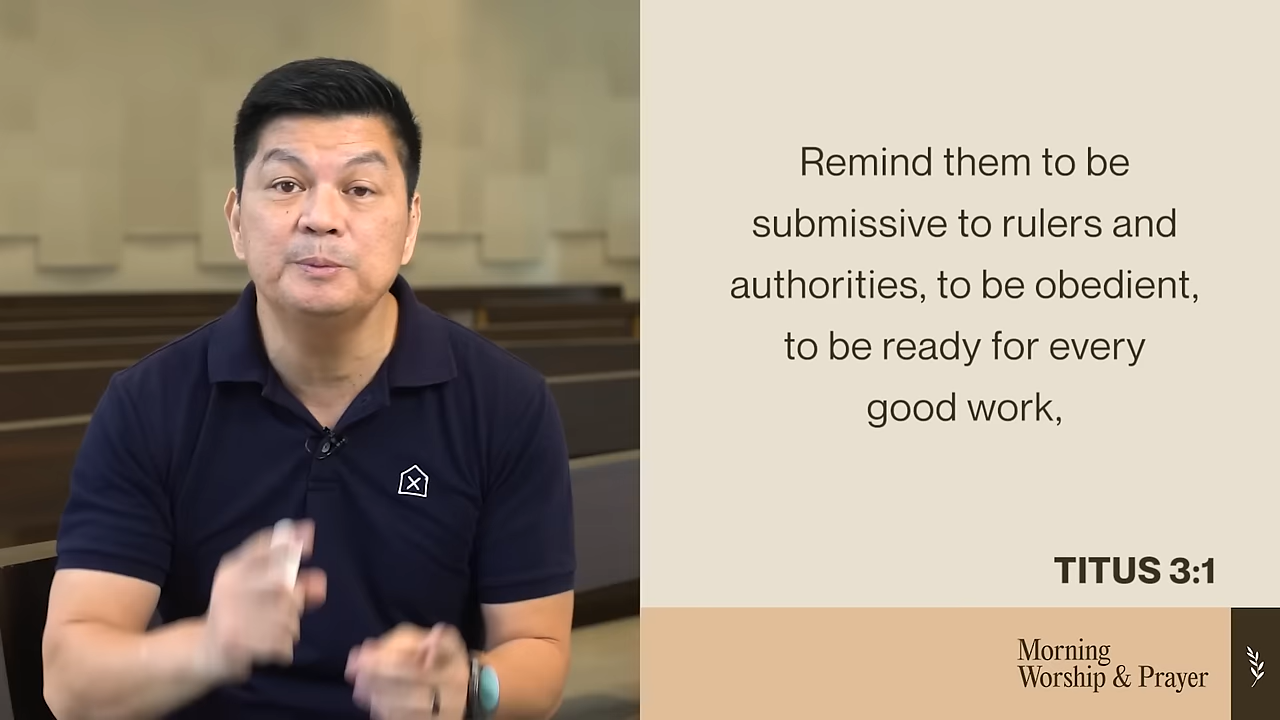 Remind them to be
submissive to rulers and
authorities, to be obedient,
to be ready for every
good work,
TITUS 3:1
Morning
Worship & Prayer